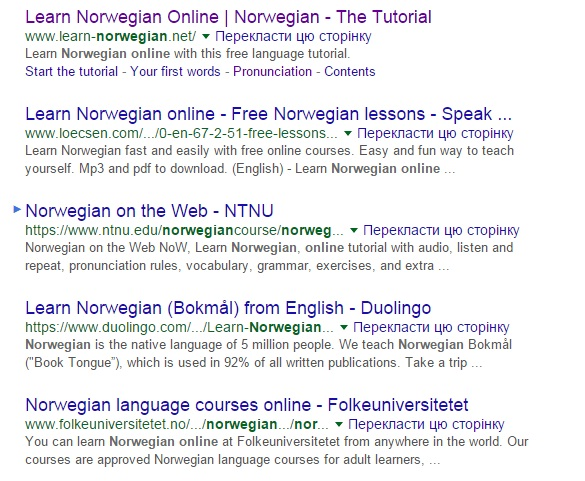 Learn Norwegian Online | Norwegian - The Tutorial
www.learn-norwegian.net/ Перекласти цю сторінку
Learn Norwegian online with this free language tutorial.
Start the tutorial - Your first words - Pronunciation - Contents
Learn Norwegian online - Free Norwegian lessons - Speak ...
www.loecsen.com/.../0-en-67-2-51-free-lessons... Перекласти цю сторінку
Learn Norwegian fast and easily with free online courses. Easy and fun way to teach
yourself. Mp3 and pdf to download. (English) - Learn Norwegian online ...
Norwegian on the Web - NTNU
https://www.ntnu.edu/norwegiancourse/norweg... Перекласти цю сторінку
Norwegian on the Web NoW, Learn Norwegian, online tutorial with audio, listen and
repeat, pronunciation rules, vocabulary, grammar, exercises, and extra ...
Learn Norwegian (Bokmål) from English - Duolingo
https://www.duolingo.com/.../Learn-Norwegian... Перекласти цю сторінку
Norwegian is the native language of 5 million people. We teach Norwegian Bokmål
("Book Tongue"), which is used in 92% of all written publications. Take a trip ...
Norwegian language courses online - Folkeuniversitetet
www.folkeuniversitetet.no/.../norwegian.../nor... Перекласти цю сторінку
You can learn Norwegian online at Folkeuniversitetet from anywhere in the world. Our
courses are approved Norwegian language courses for adult learners, ...